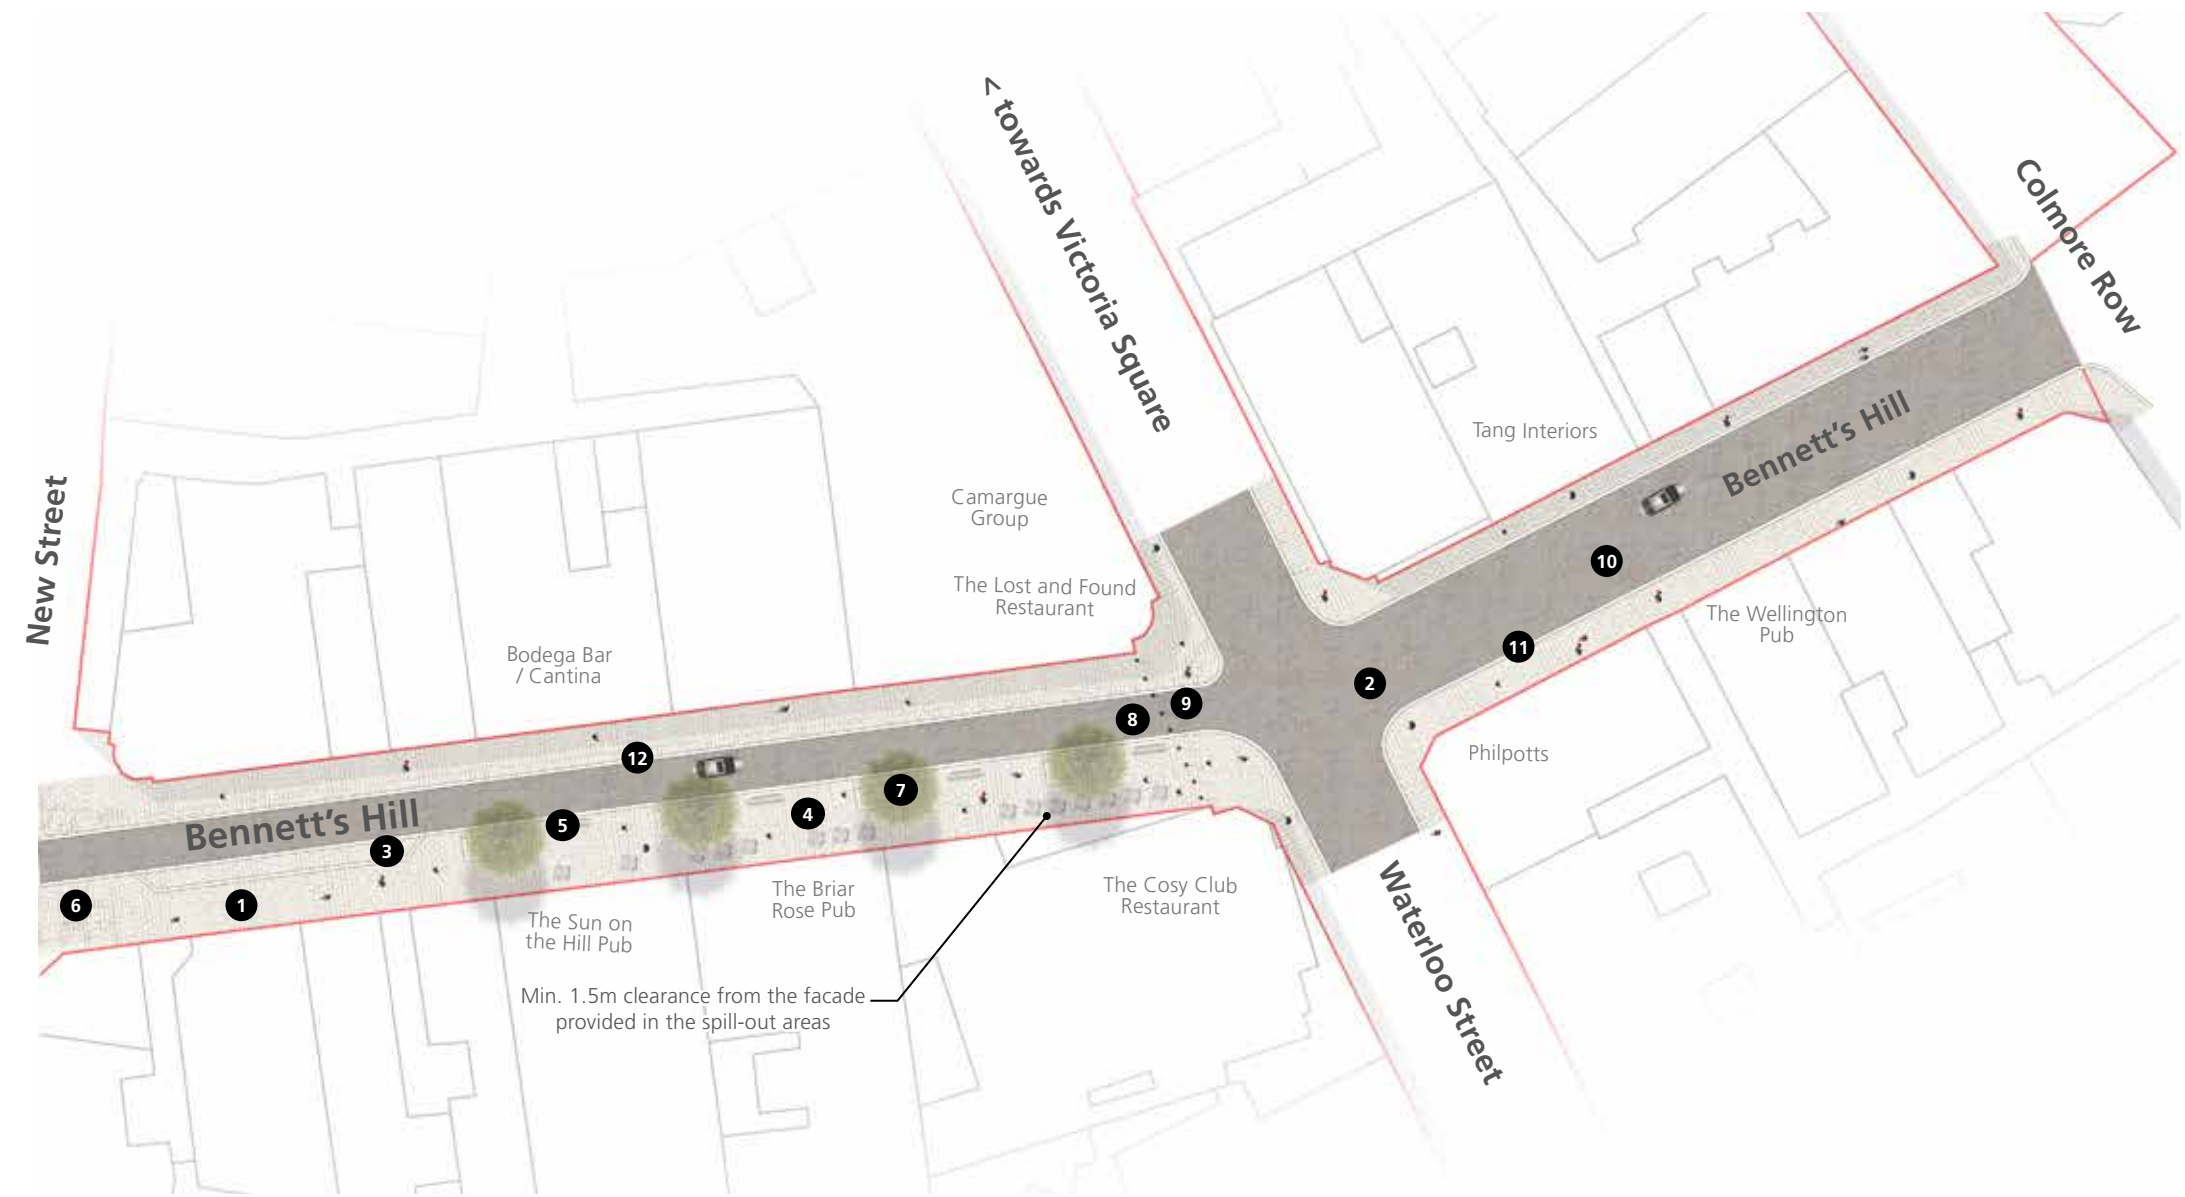 < towards Victoria Square
Colmore Row
New Street
Tang Interiors
Bennett's Hill
Camargue
Group
The Lost and Found
Restaurant
10
The Wellington
Pub
11
Bodega Bar
/ Cantina
2
9
8
Philpotts
12
7
4
5
Bennett's Hill
3
6
1
The Briar
Rose Pub
The Cosy Club
Restaurant
The Sun on
the Hill Pub
Waterloo Street
Min. 1.5m clearance from the facade
provided in the spill-out areas